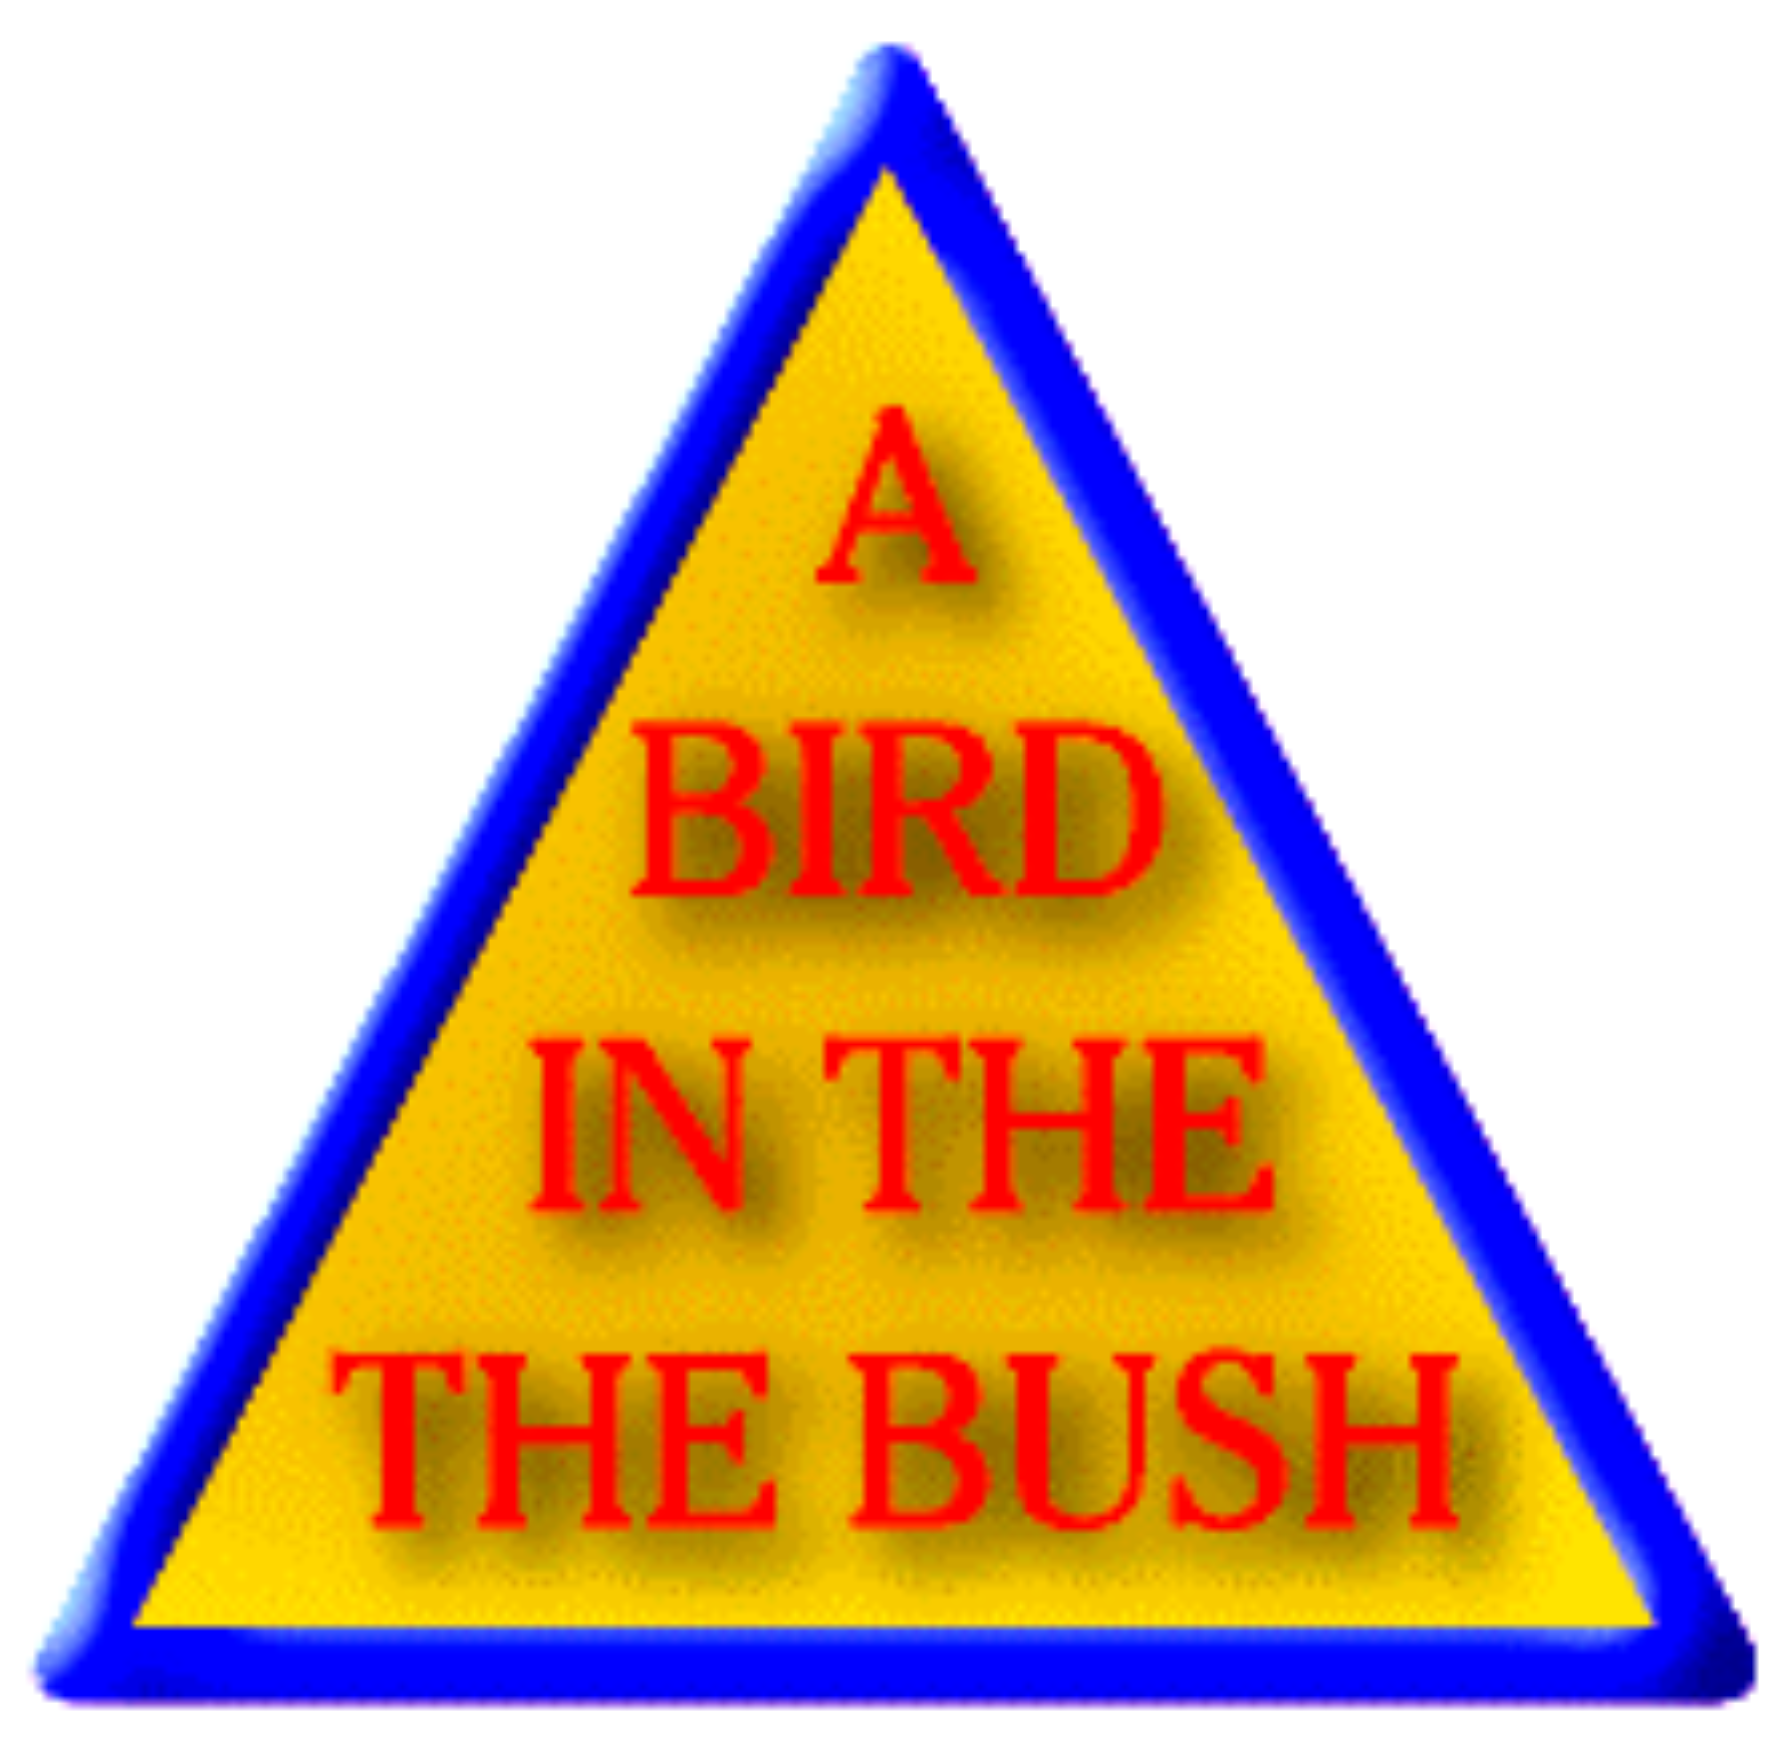 A
BIRD
IN THE
THE BUSH